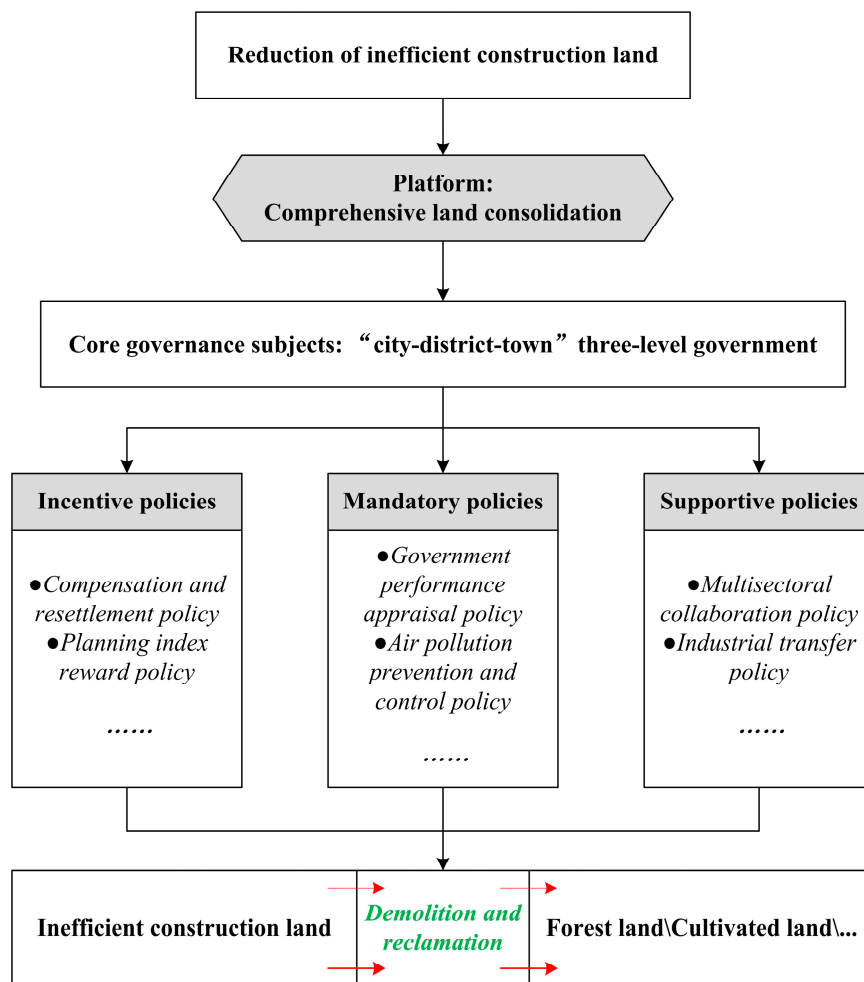 Reduction of inefficient construction land
Platform:
Comprehensive land consolidation
Core governance subjects: “city-district-town” three-level government
Incentive policies
●Compensation and
resettlement policy
●Planning index
reward policy
……
Mandatory policies
●Government
performance
appraisal policy
●Air pollution
prevention and
control policy
……
Supportive policies
●Multisectoral
collaboration policy
●Industrial transfer
policy
……
Inefficient construction land
Demolition and
reclamation
Forest land\Cultivated land\...